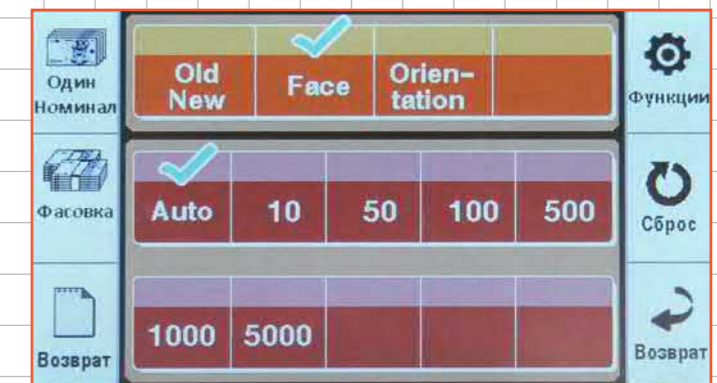 Один
Номинал
Фасовка
Возврат
Old
New
Face
Orien-
tation
Auto 10 50 100 500
1000 5000
Функции
Сброс
Возврат